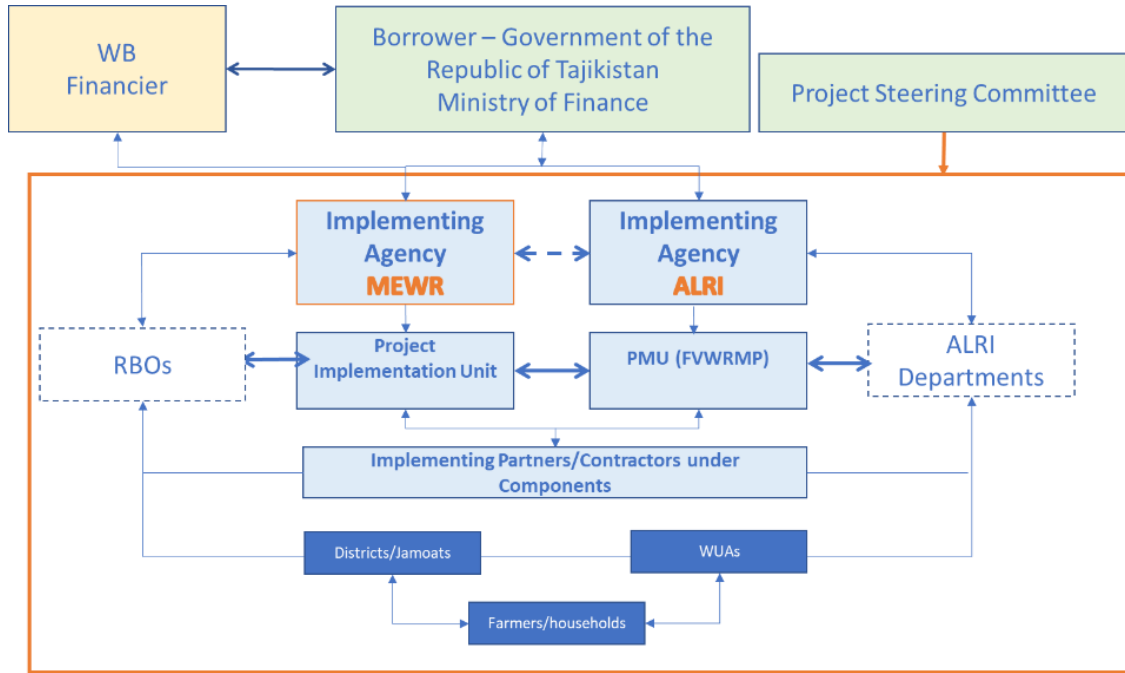 WB
Financier
Borrower – Government of the
Republic of Tajikistan
Ministry of Finance
Project Steering Committee
Implementing
Agency
MEWR
Implementing
Agency
ALRI
RBOs
Project
Implementation Unit
PMU (FVWRMP)
ALRI
Departments
Implementing Partners/Contractors under
Components
Districts/Jamoats
WUAs
Farmers/households